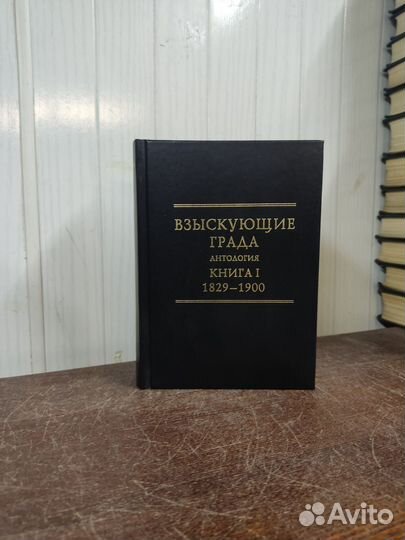 ВЗЫСКУЮЩИЕ
ГРАДА
АНТОЛОГИЯ
КНИГА I
1829–1900
Avito